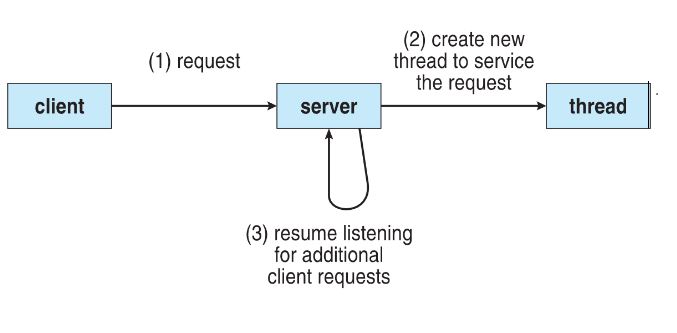 (1) request
(2) create new
thread to service
the request
client
server
thread
(3) resume listening
for additional
client requests